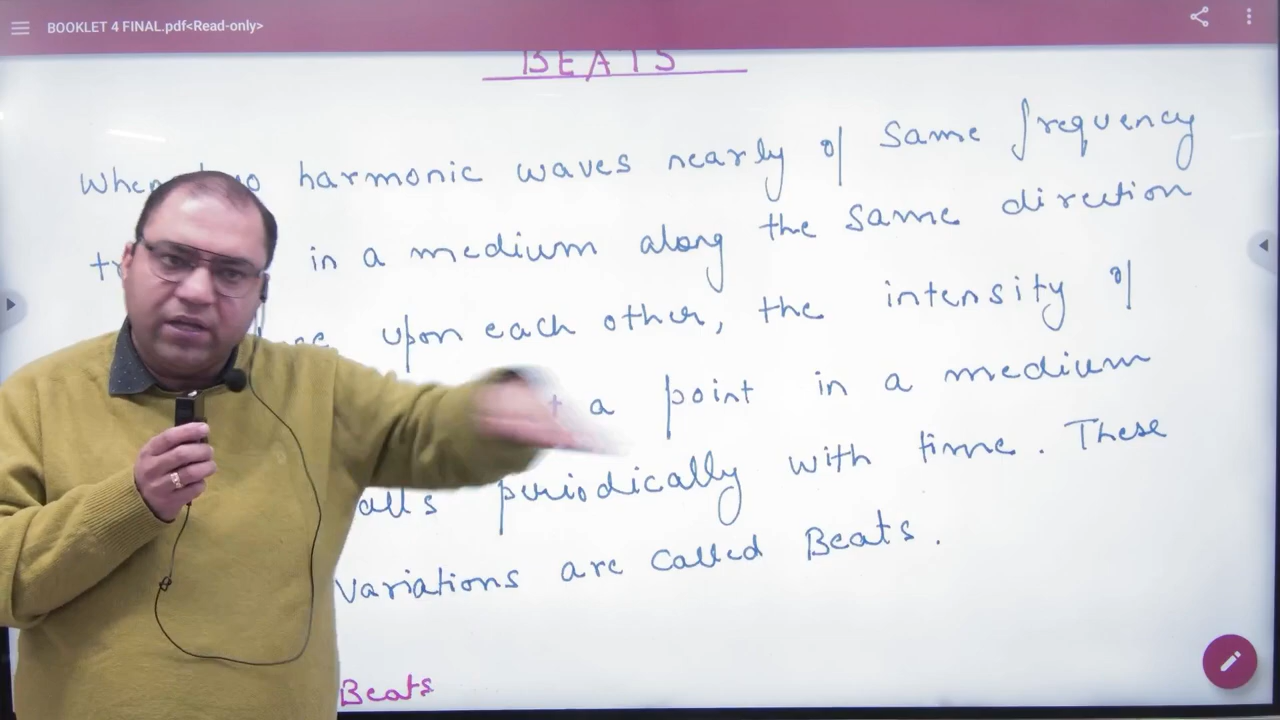 BOOKLET 4 FINAL.pdf<Read-only>
BEATS
When harmonic waves nearly of same frequency
in a medium along the same direction
upon each other, the intensity of
a point in a medium
periodically with time. These
variations are called Beats.
Beats